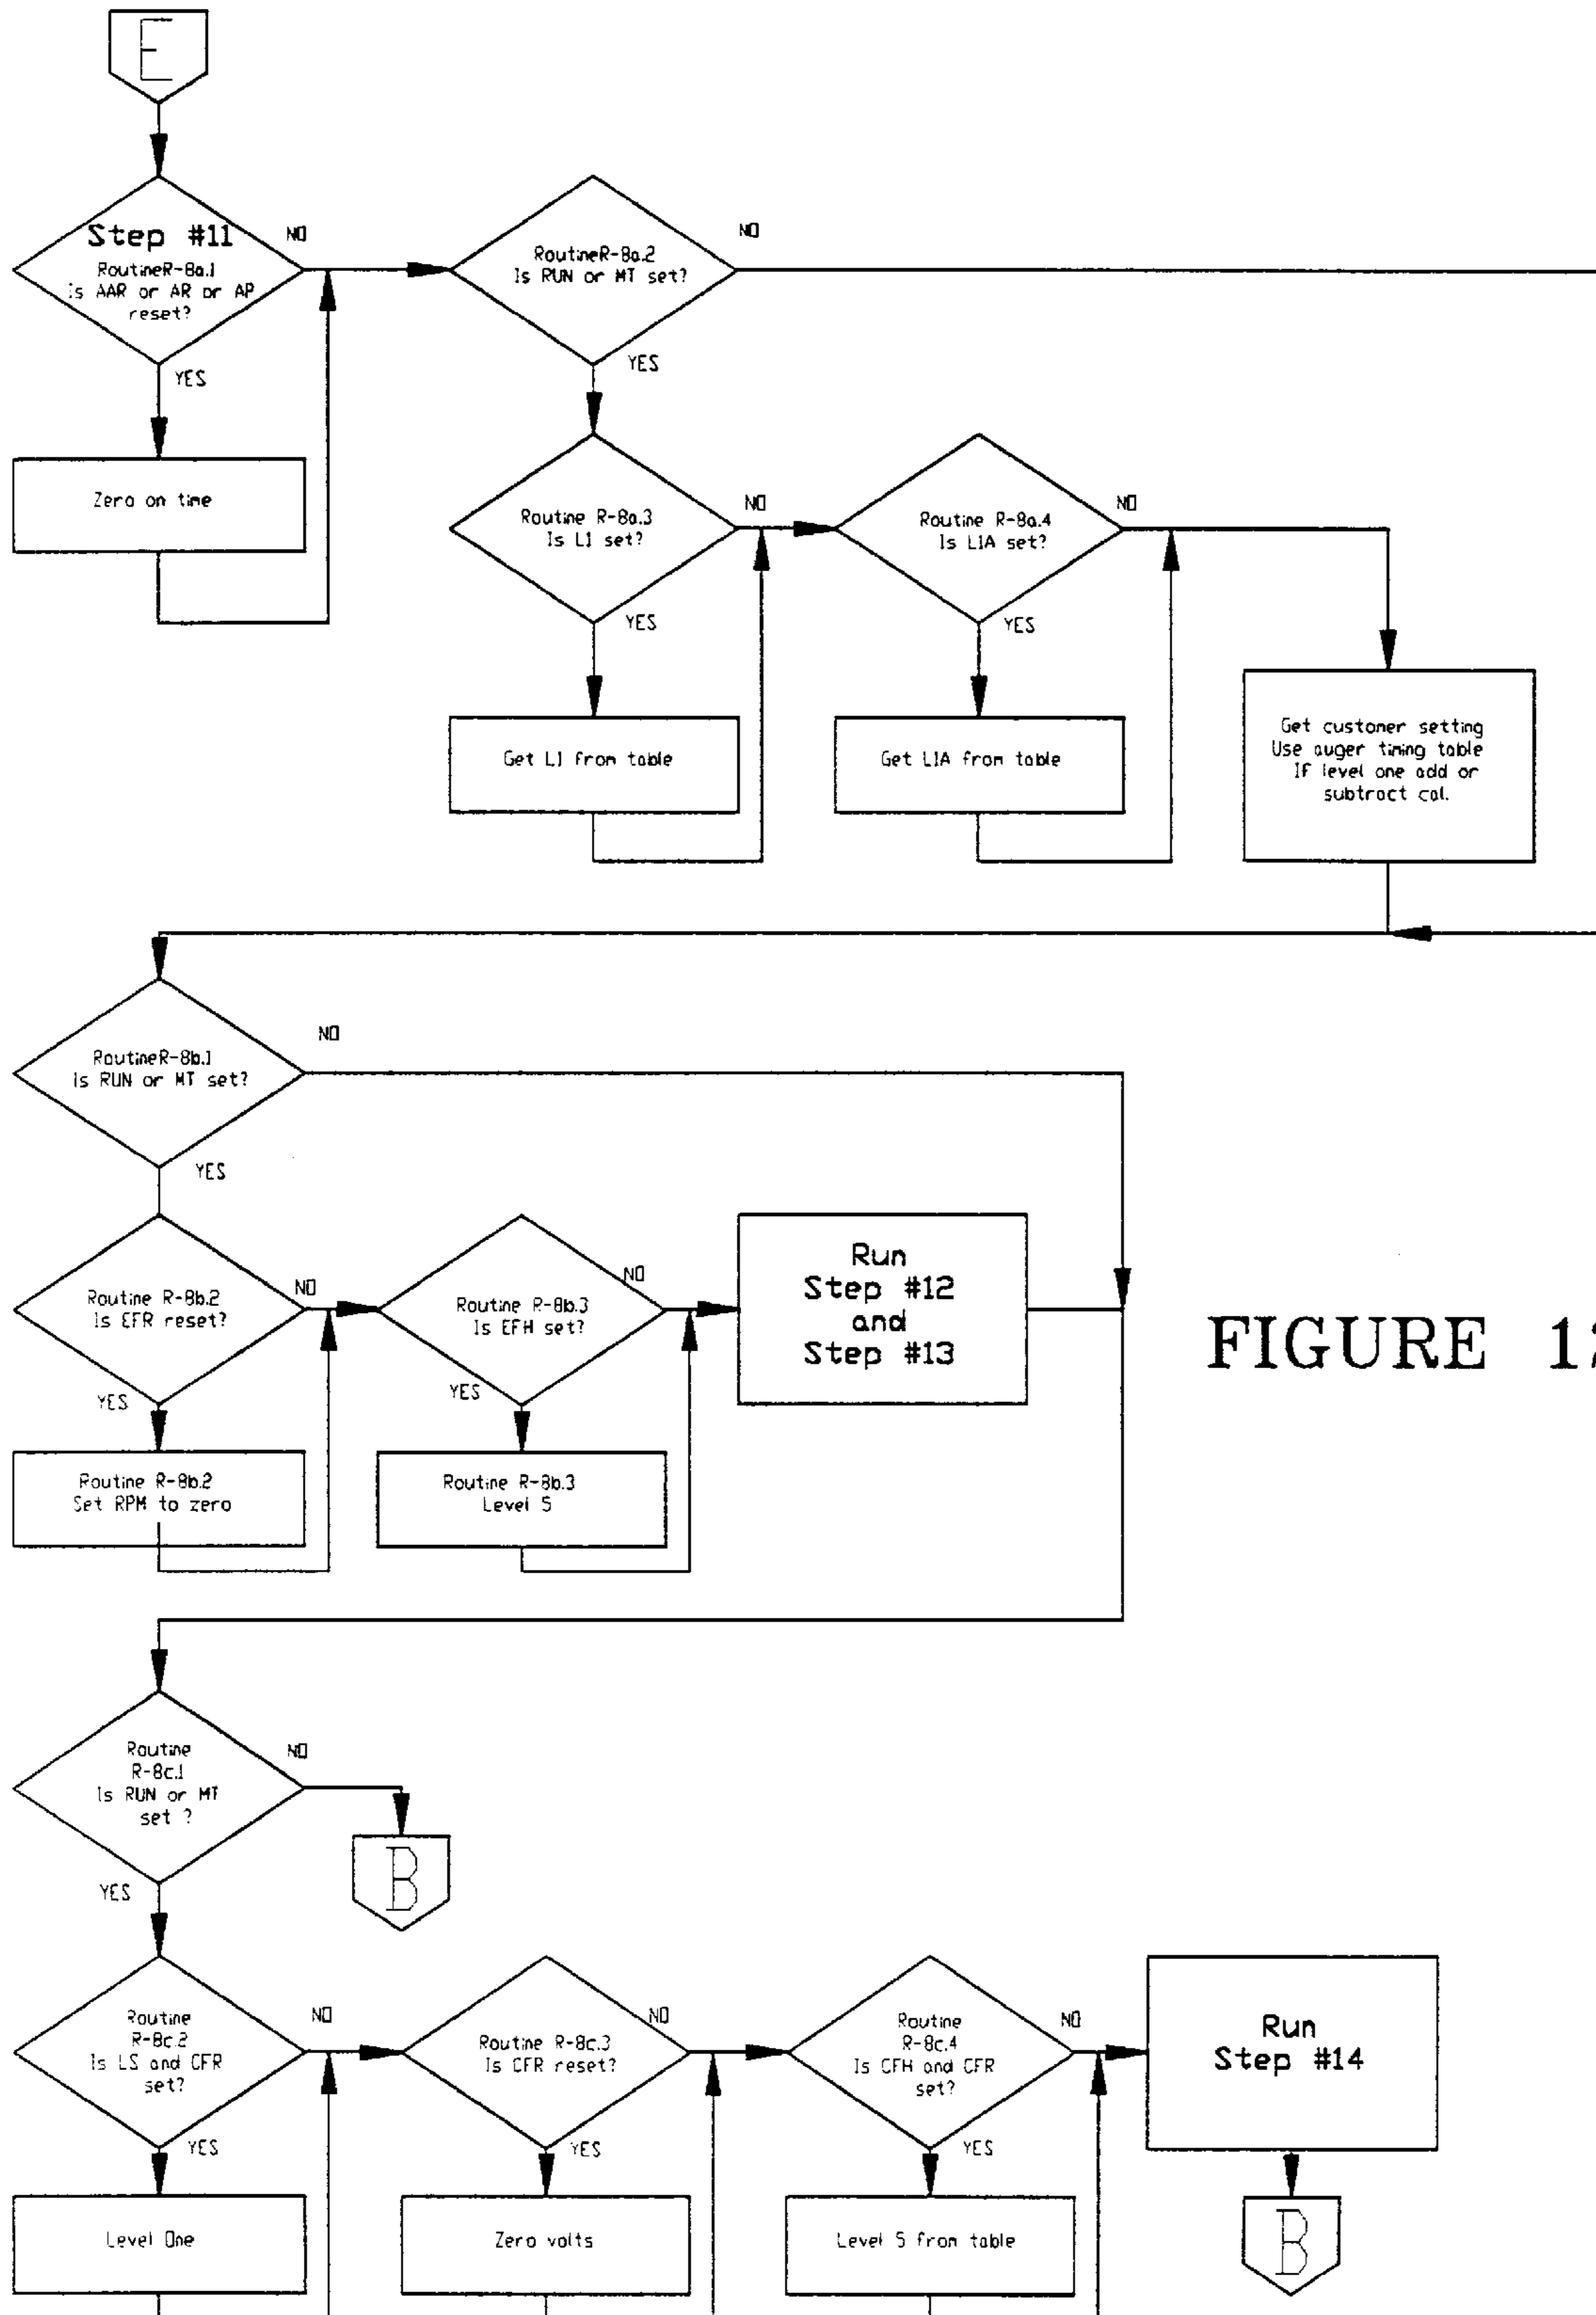 E
Step #11
RoutineR-8a.1
Is AAR or AR or AP
reset?
NO
YES
Zero on time
RoutineR-8a.2
Is RUN or MT set?
NO
YES
Routine R-8a.3
Is L1 set?
NO
YES
Get L1 from table
Routine R-8a.4
Is L1A set?
NO
YES
Get L1A from table
Get customer setting
Use auger timing table
If level one add or
subtract cal.
RoutineR-8b.1
Is RUN or MT set?
NO
YES
Routine R-8b.2
Is EFR reset?
NO
YES
Routine R-8b.2
Set RPM to zero
Routine R-8b.3
Is EFH set?
NO
YES
Routine R-8b.3
Level 5
Run
Step #12
and
Step #13
FIGURE
Routine
R-8c.1
Is RUN or MT
set ?
NO
YES
B
Routine
R-8c.2
Is LS and CFR
set?
NO
YES
Level One
Routine R-8c.3
Is CFR reset?
NO
YES
Zero volts
Routine
R-8c.4
Is CFH and CFR
set?
NO
YES
Level 5 from table
Run
Step #14
B